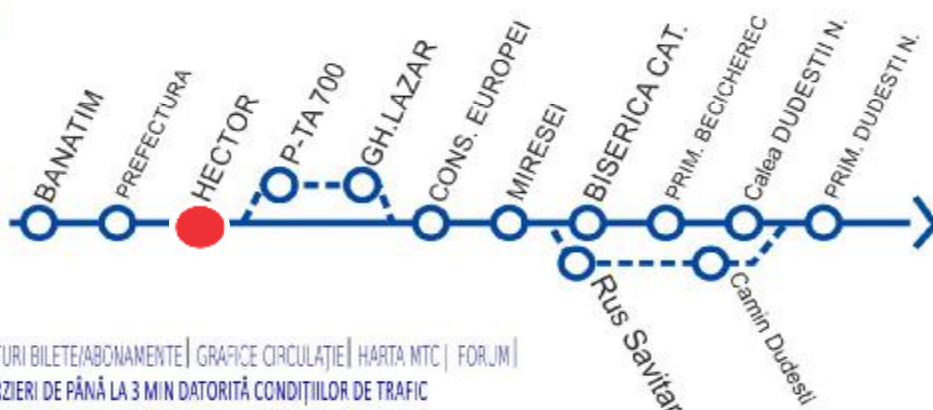 BANATIM
PREFECTURA
HECTOR
P-TA 700
GH.LAZAR
CONS. EUROPEI
MIRESEI
BISERICA CAT.
PRIM. BECICHEREC
Calea DUDESTII N.
PRIM. DUDESTI N.
Rus Savitar
Camin Dudesti
BILETE/ABONAMENTE| GRAFICE CIRCULAȚIE| HARTA MTC | FORUM|
DE PÂNĂ LA 3 MIN DATORITĂ CONDIȚIILOR DE TRAFIC